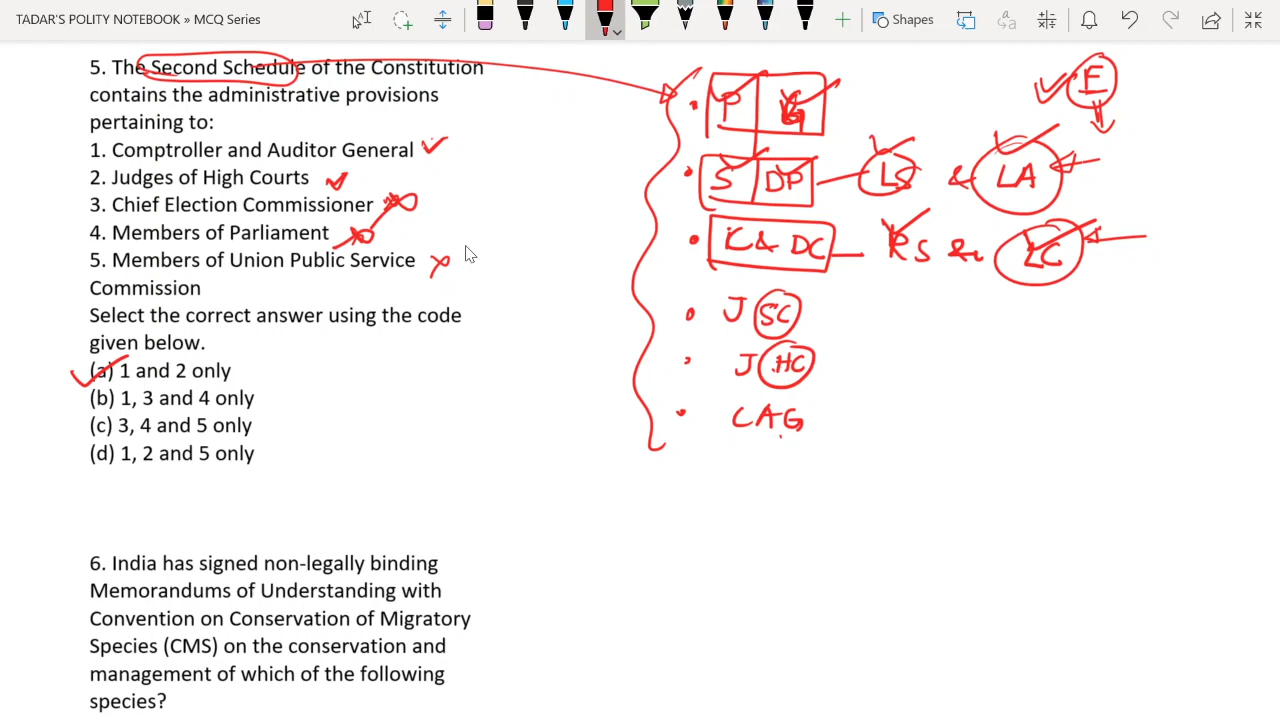 TADAR'S POLITY NOTEBOOK » MCQ Series
Shapes
5. The Second Schedule of the Constitution
contains the administrative provisions
pertaining to:
1. Comptroller and Auditor General
2. Judges of High Courts
3. Chief Election Commissioner
4. Members of Parliament
5. Members of Union Public Service
Commission
Select the correct answer using the code
given below.
(a) 1 and 2 only
(b) 1, 3 and 4 only
(c) 3, 4 and 5 only
(d) 1, 2 and 5 only
P G E
S DP LS & LA
C & DC RS & LC
J SC
J HC
CAG
6. India has signed non-legally binding
Memorandums of Understanding with
Convention on Conservation of Migratory
Species (CMS) on the conservation and
management of which of the following
species?